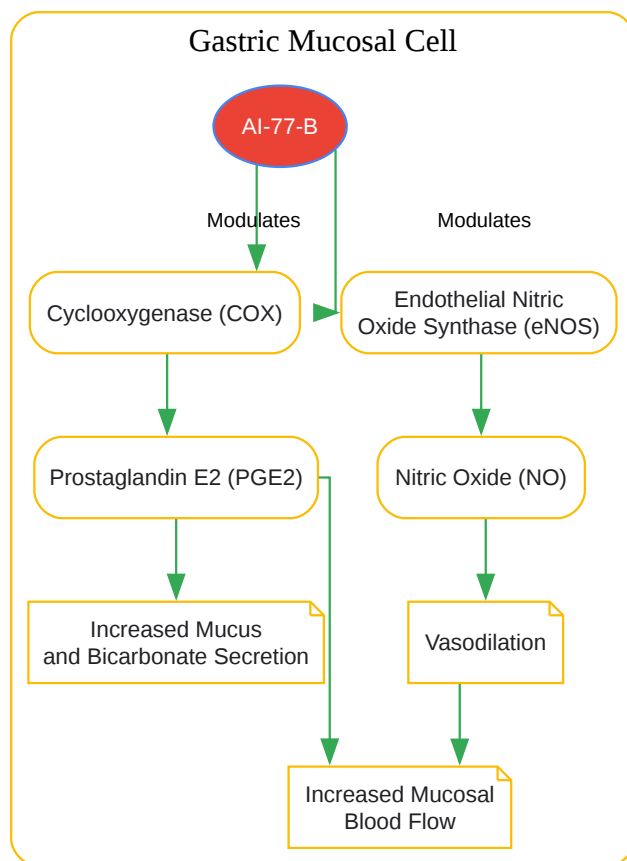 Gastric Mucosal Cell
AI-77-B
Modulates
Modulates
Cyclooxygenase (COX)
Endothelial Nitric
Oxide Synthase (eNOS)
Prostaglandin E2 (PGE2)
Nitric Oxide (NO)
Increased Mucus
and Bicarbonate Secretion
Vasodilation
Increased Mucosal
Blood Flow